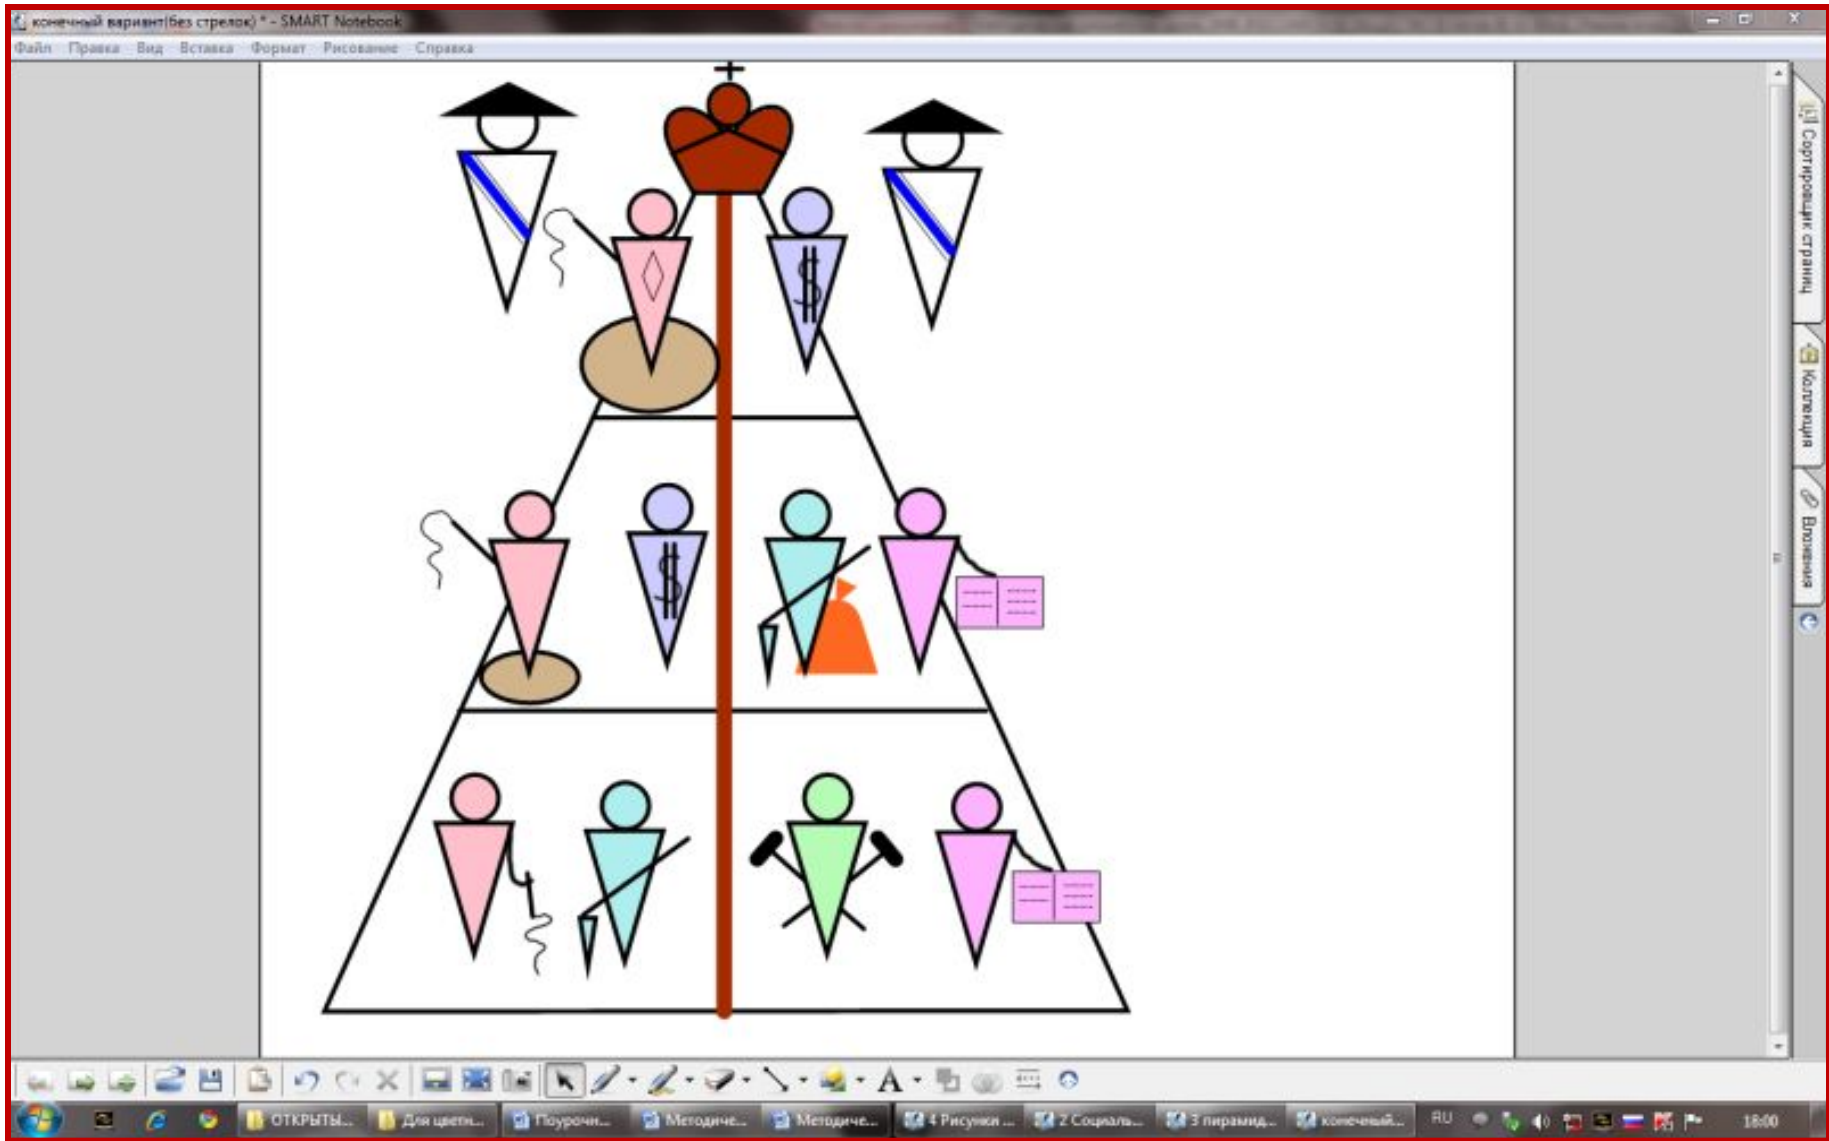 конечный вариант(без стрелок) * - SMART Notebook
Файл Правка Вид Вставка Формат Рисование Справка
Сортировщик страниц
Коллекция
Вложения
$
$
A
ОТКРЫТЫ... Для цветн... Поурочн... Методиче... Методиче... 4 Рисунки ... 2 Социаль... 3 пирамид... конечный... RU 18:00